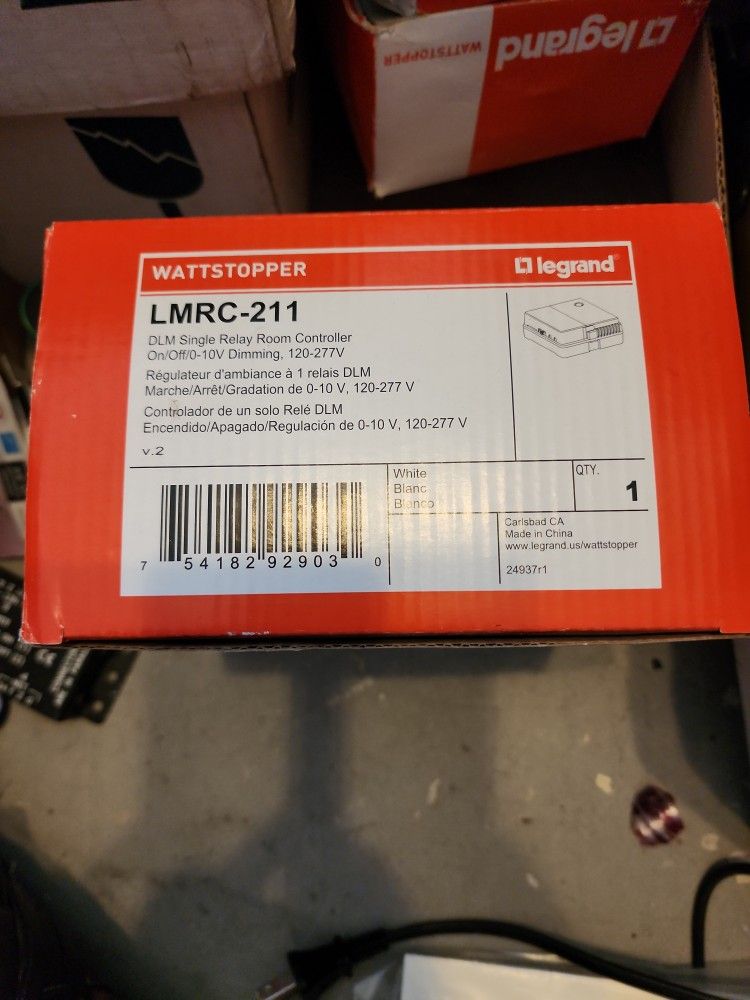 legrand
WATTSTOPPER
WATTSTOPPER
legrand
LMRC-211
DLM Single Relay Room Controller
On/Off/0-10V Dimming, 120-277V
Régulateur d'ambiance à 1 relais DLM
Marche/Arrêt/Gradation de 0-10 V, 120-277 V
Controlador de un solo Relé DLM
Encendido/Apagado/Regulación de 0-10 V, 120-277 V
v.2
White
Blanc
Blanco
QTY.
1
7 54182 92903 0
Carlsbad CA
Made in China
www.legrand.us/wattstopper
24937r1